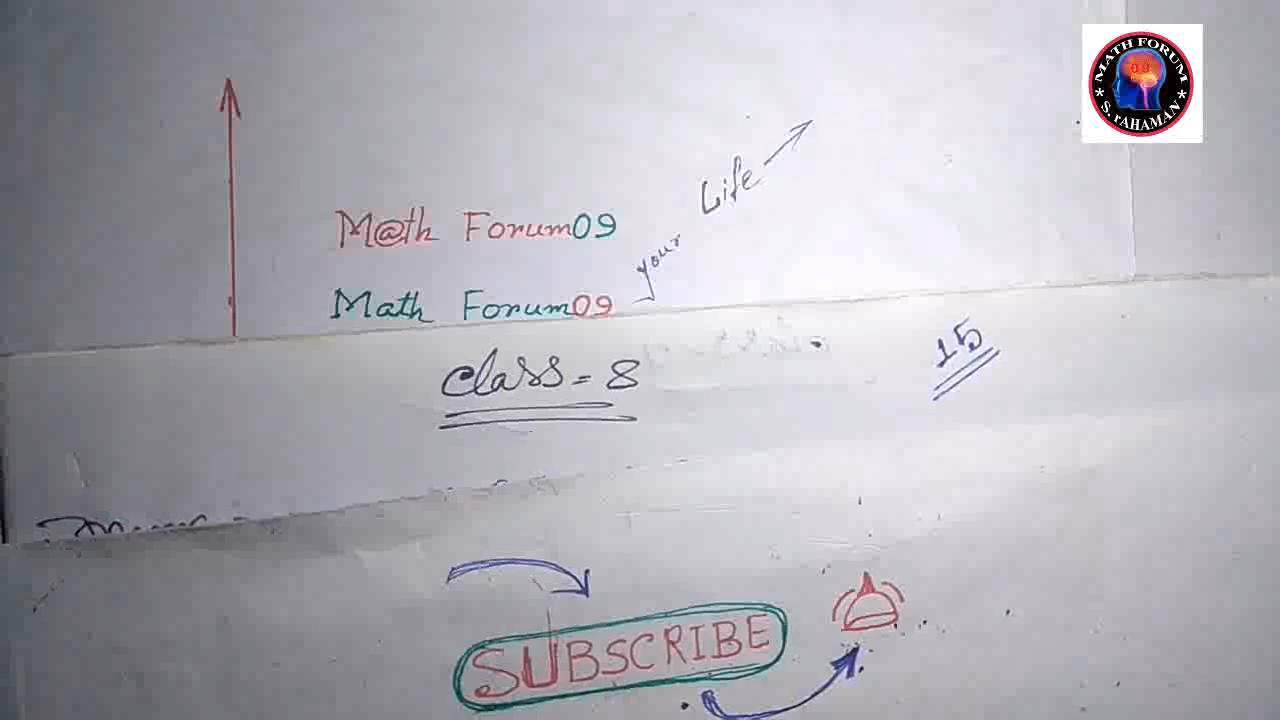 MATH FORUM
* S. rAHAMAN *
M@th Forum09
Math Forum09
your Life
class = 8
15
SUBSCRIBE